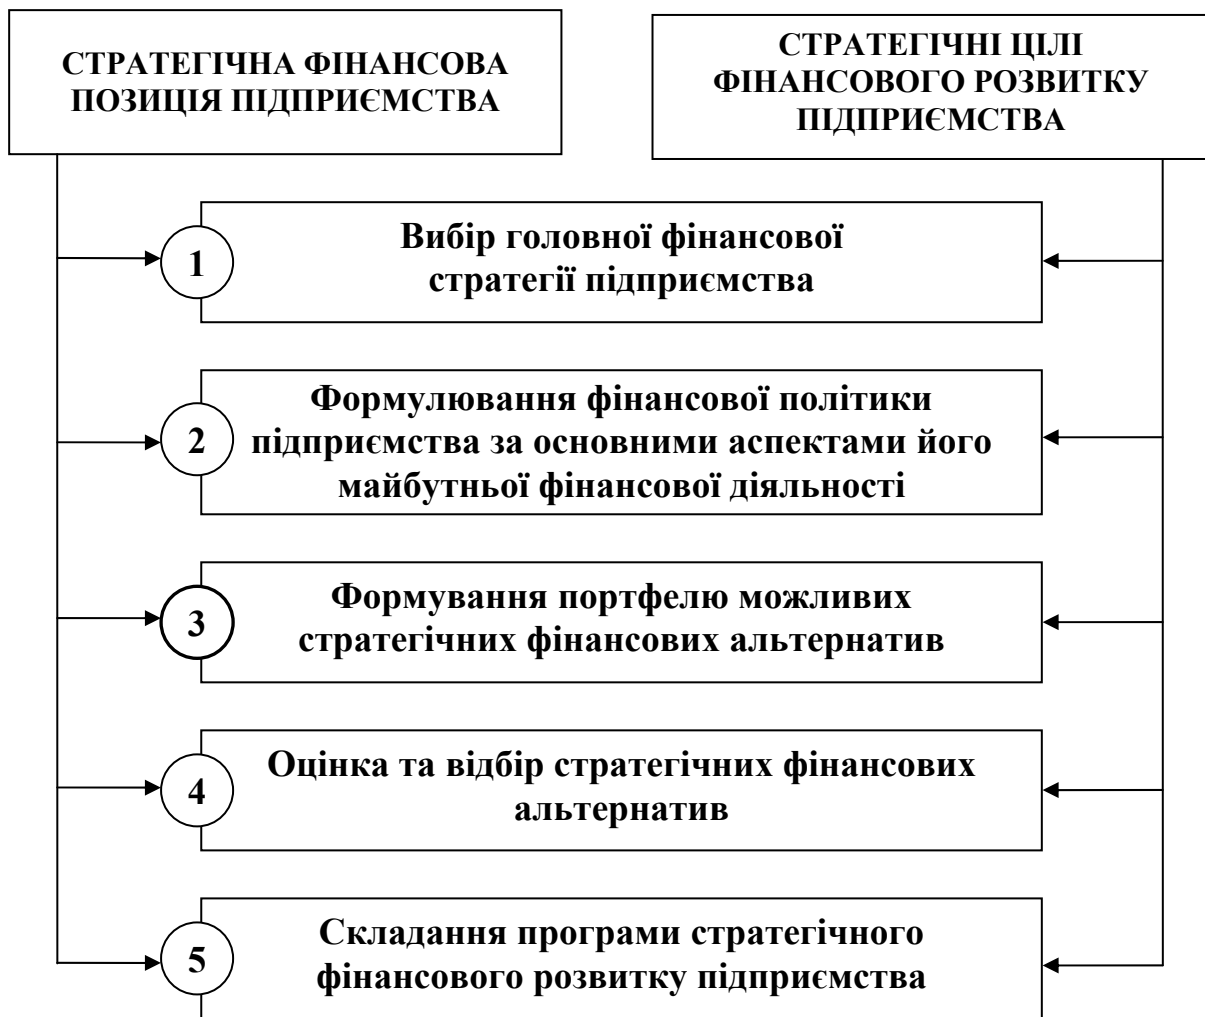 СТРАТЕГІЧНА ФІНАНСОВА
ПОЗИЦІЯ ПІДПРИЄМСТВА
СТРАТЕГІЧНІ ЦІЛІ
ФІНАНСОВОГО РОЗВИТКУ
ПІДПРИЄМСТВА
1
Вибір головної фінансової
стратегії підприємства
2
Формулювання фінансової політики
підприємства за основними аспектами його
майбутньої фінансової діяльності
3
Формування портфелю можливих
стратегічних фінансових альтернатив
4
Оцінка та відбір стратегічних фінансових
альтернатив
5
Складання програми стратегічного
фінансового розвитку підприємства